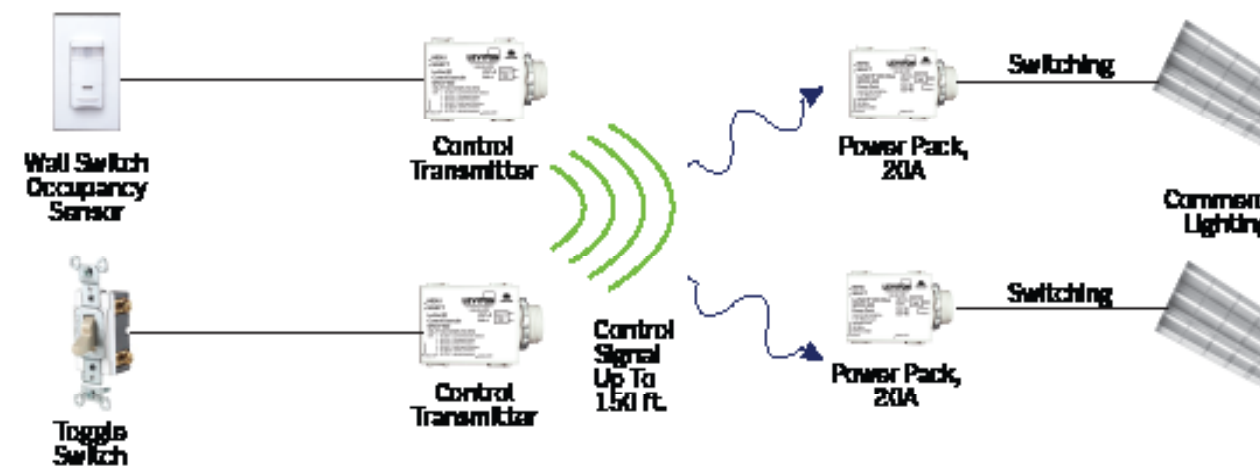 Wall Switch
Occupancy
Sensor
Control
Transmitter
Power Pack,
20A
Switching
Lighting
Toggle
Switch
Control
Transmitter
Control
Signal
Up To
150 ft.
Power Pack,
20A
Switching